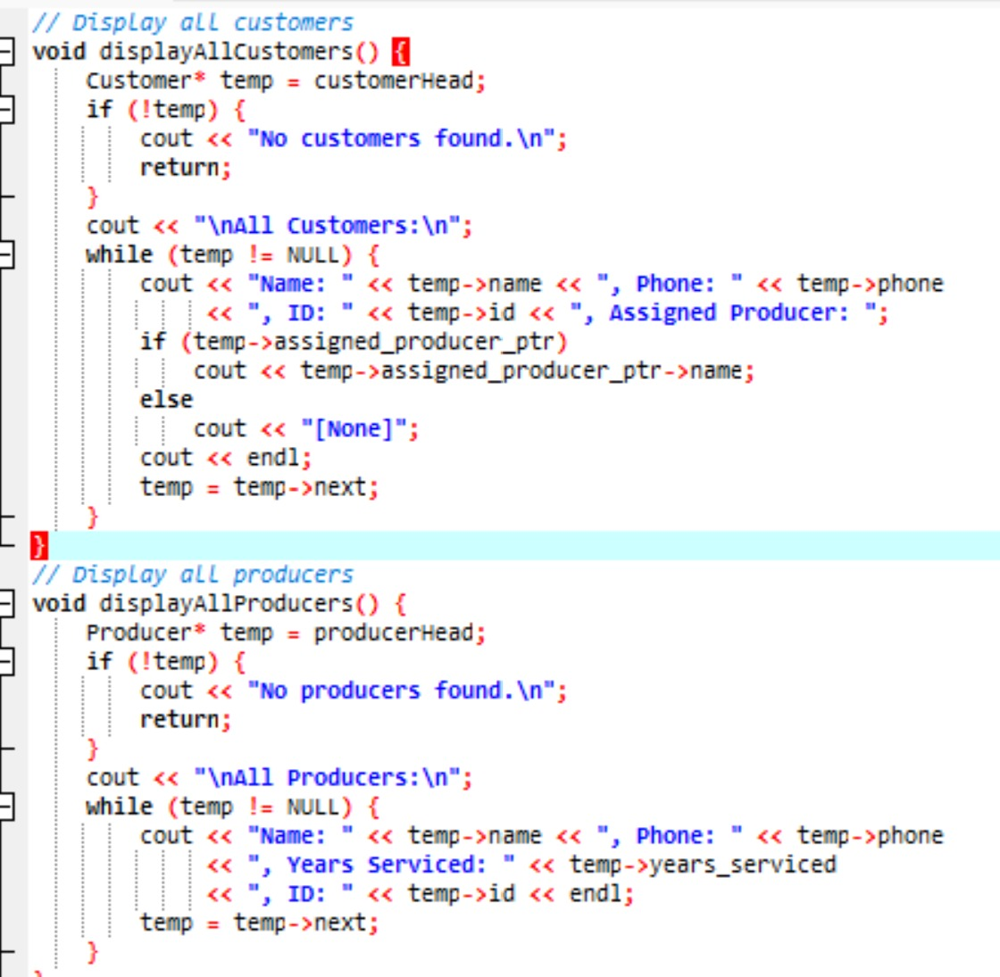 // Display all customers
void displayAllCustomers() {
    Customer* temp = customerHead;
    if (!temp) {
        cout << "No customers found.\n";
        return;
    }
    cout << "\nAll Customers:\n";
    while (temp != NULL) {
        cout << "Name: " << temp->name << ", Phone: " << temp->phone
             << ", ID: " << temp->id << ", Assigned Producer: ";
        if (temp->assigned_producer_ptr)
            cout << temp->assigned_producer_ptr->name;
        else
            cout << "[None]";
        cout << endl;
        temp = temp->next;
    }
}
// Display all producers
void displayAllProducers() {
    Producer* temp = producerHead;
    if (!temp) {
        cout << "No producers found.\n";
        return;
    }
    cout << "\nAll Producers:\n";
    while (temp != NULL) {
        cout << "Name: " << temp->name << ", Phone: " << temp->phone
             << ", Years Serviced: " << temp->years_serviced
             << ", ID: " << temp->id << endl;
        temp = temp->next;
    }